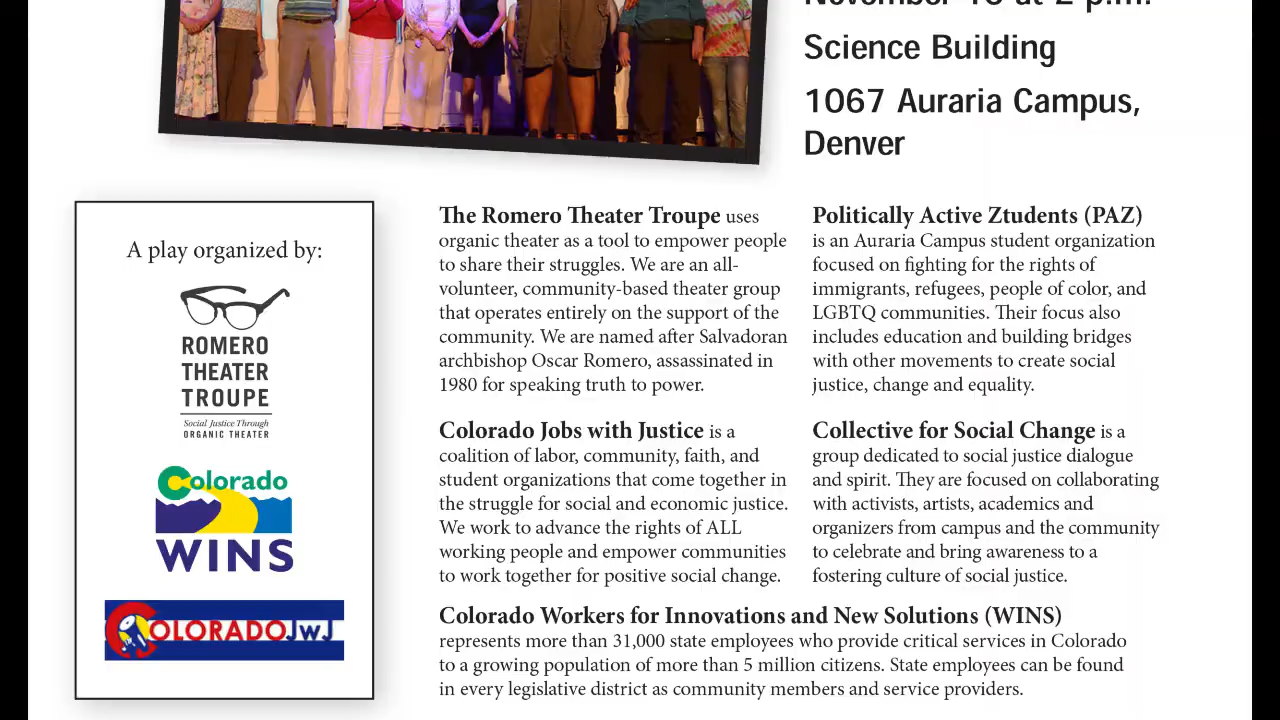 Science Building
1067 Auraria Campus,
Denver
A play organized by:
ROMERO
THEATER
TROUPE
Social Justice Through
ORGANIC THEATER
Colorado
WINS
COLORADOJWJ
The Romero Theater Troupe uses
organic theater as a tool to empower people
to share their struggles. We are an all-
volunteer, community-based theater group
that operates entirely on the support of the
community. We are named after Salvadoran
archbishop Oscar Romero, assassinated in
1980 for speaking truth to power.
Politically Active Ztudents (PAZ)
is an Auraria Campus student organization
focused on fighting for the rights of
immigrants, refugees, people of color, and
LGBTQ communities. Their focus also
includes education and building bridges
with other movements to create social
justice, change and equality.
Colorado Jobs with Justice is a
coalition of labor, community, faith, and
student organizations that come together in
the struggle for social and economic justice.
We work to advance the rights of ALL
working people and empower communities
to work together for positive social change.
Collective for Social Change is a
group dedicated to social justice dialogue
and spirit. They are focused on collaborating
with activists, artists, academics and
organizers from campus and the community
to celebrate and bring awareness to a
fostering culture of social justice.
Colorado Workers for Innovations and New Solutions (WINS)
represents more than 31,000 state employees who provide critical services in Colorado
to a growing population of more than 5 million citizens. State employees can be found
in every legislative district as community members and service providers.